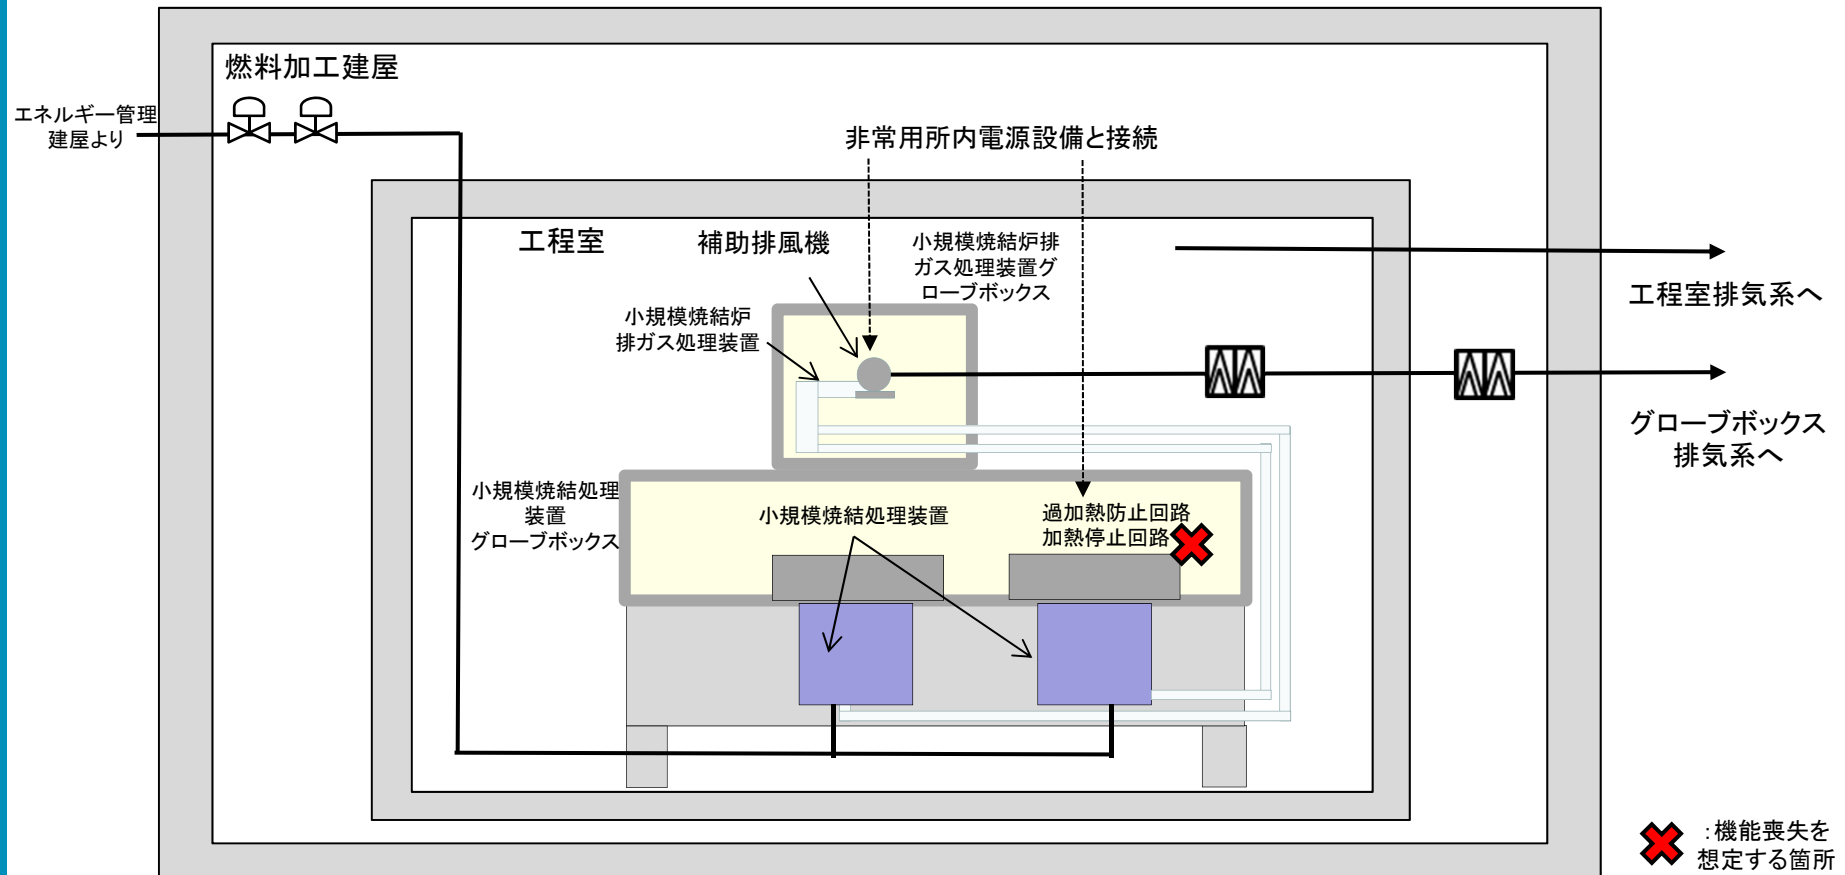 燃料加工建屋
エネルギー管理
建屋より
非常用所内電源設備と接続
工程室
補助排風機
小規模焼結炉排
ガス処理装置グ
ローブボックス
小規模焼結炉
排ガス処理装置
工程室排気系へ
グローブボックス
排気系へ
小規模焼結処理
装置
グローブボックス
小規模焼結処理装置
過加熱防止回路
加熱停止回路
:機能喪失を
想定する箇所